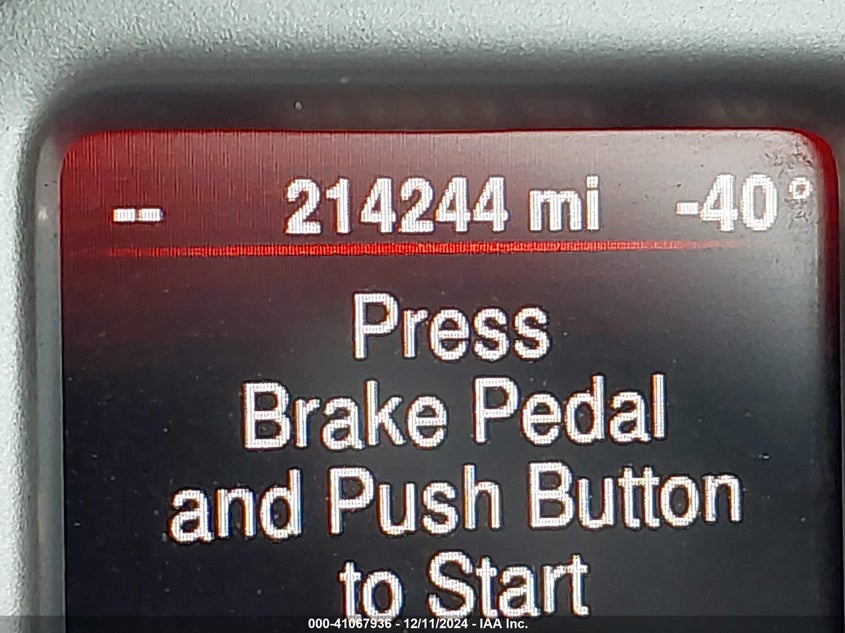 -- 214244 mi -40°
Press
Brake Pedal
and Push Button
to Start
000-41067936 - 12/11/2024 - IAA Inc.